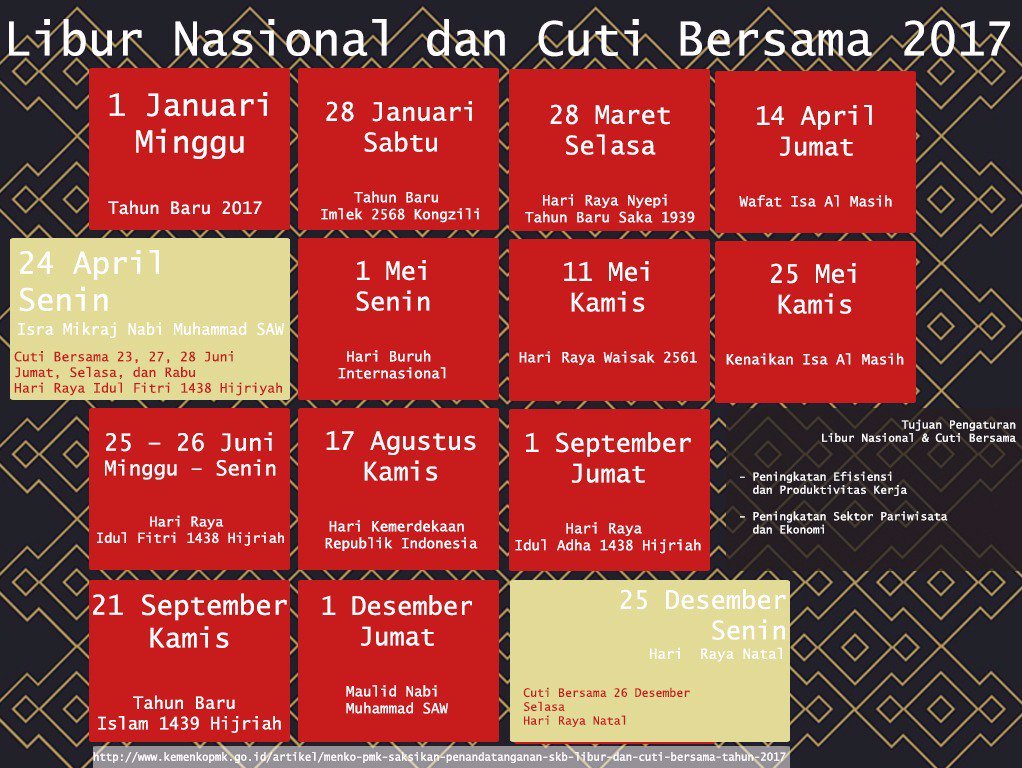 Libur Nasional dan Cuti Bersama 2017
1 Januari
Minggu
Tahun Baru 2017
28 Januari
Sabtu
Tahun Baru
Imlek 2568 Kongzili
28 Maret
Selasa
Hari Raya Nyepi
Tahun Baru Saka 1939
14 April
Jumat
Wafat Isa Al Masih
24 April
Senin
Isra Mikraj Nabi Muhammad SAW
Cuti Bersama 23, 27, 28 Juni
Jumat, Selasa, dan Rabu
Hari Raya Idul Fitri 1438 Hijriyah
1 Mei
Senin
Hari Buruh
Internasional
11 Mei
Kamis
Hari Raya Waisak 2561
25 Mei
Kamis
Kenaikan Isa Al Masih
25 – 26 Juni
Minggu – Senin
Hari Raya
Idul Fitri 1438 Hijriah
17 Agustus
Kamis
Hari Kemerdekaan
Republik Indonesia
1 September
Jumat
Hari Raya
Idul Adha 1438 Hijriah
Tujuan Pengaturan
Libur Nasional & Cuti Bersama
- Peningkatan Efisiensi
dan Produktivitas Kerja
- Peningkatan Sektor Pariwisata
dan Ekonomi
21 September
Kamis
Tahun Baru
Islam 1439 Hijriah
1 Desember
Jumat
Maulid Nabi
Muhammad SAW
25 Desember
Senin
Hari Raya Natal
Cuti Bersama 26 Desember
Selasa
Hari Raya Natal
http://www.kemenkopmk.go.id/artikel/menko-pmk-saksikan-penandatanganan-skb-libur-dan-cuti-bersama-tahun-2017